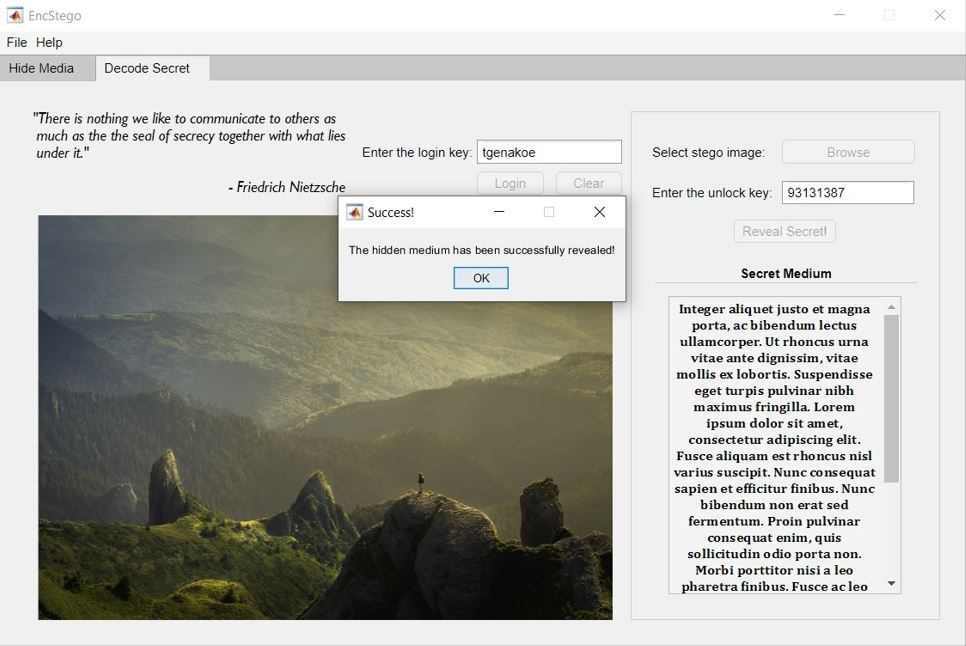 EncStego
File Help
Hide Media
Decode Secret
"There is nothing we like to communicate to others as
much as the the seal of secrecy together with what lies
under it."
- Friedrich Nietzsche
Enter the login key:
tgenakoe
Login
Clear
Success!
The hidden medium has been successfully revealed!
OK
Select stego image:
Browse
Enter the unlock key:
93131387
Reveal Secret!
Secret Medium
Integer aliquet justo et magna
porta, ac bibendum lectus
ullamcorper. Ut rhoncus urna
vitae ante dignissim, vitae
mollis ex lobortis. Suspendisse
eget turpis pulvinar nibh
maximus fringilla. Lorem
ipsum dolor sit amet,
consectetur adipiscing elit.
Fusce aliquam est rhoncus nisl
varius suscipit. Nunc consequat
sapien et efficitur finibus. Nunc
bibendum non erat sed
fermentum. Proin pulvinar
consequat enim, quis
sollicitudin odio porta non.
Morbi porttitor nisi a leo
pharetra finibus. Fusce ac leo